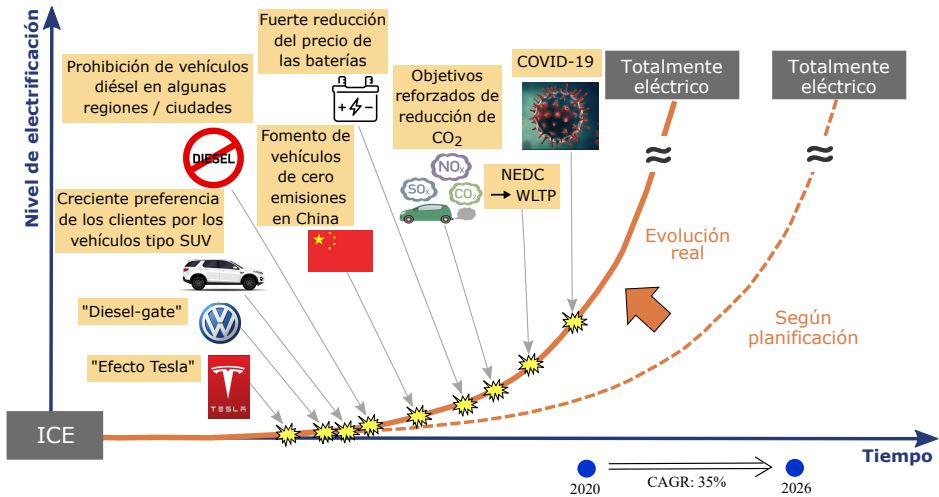 Nivel de electrificación
Fuerte reducción
del precio de
las baterías
Prohibición de vehículos
diésel en algunas
regiones / ciudades
DIESEL
Objetivos
reforzados de
reducción de
CO₂
COVID-19
Totalmente
eléctrico
Totalmente
eléctrico
Fomento de
vehículos
de cero
emisiones
en China
NOx
SOx
CO₂
NEDC
→ WLTP
Creciente preferencia
de los clientes por los
vehículos tipo SUV
"Diesel-gate"
"Efecto Tesla"
TESLA
Evolución
real
Según
planificación
ICE
Tiempo
CAGR: 35%
2020
2026